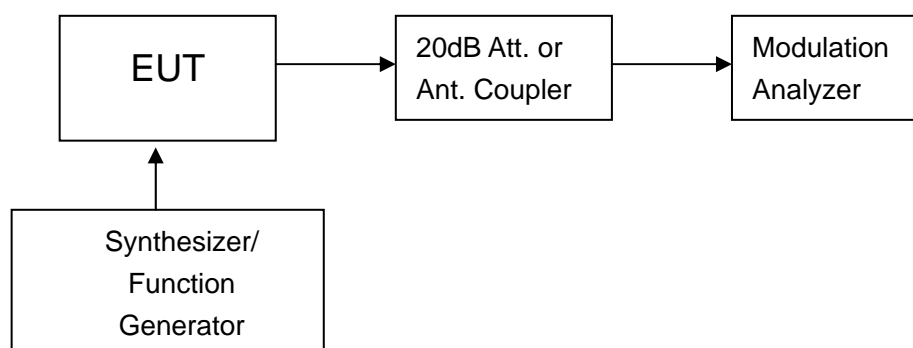 EUT
20dB Att. or
Ant. Coupler
Modulation
Analyzer
Synthesizer/
Function
Generator